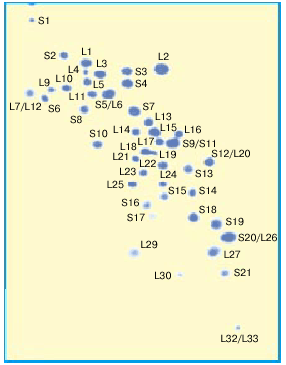 S1
L1
S2
L2
L4
L3
S3
L10
L5
S4
L9
L11
S5/L6
L7/L12
S6
S8
S7
L13
S10
L14
L15
L16
L17
S9/S11
L18
L19
L21
L22
S12/L20
L23
L24
S13
L25
S15
S14
S16
S17
S18
S19
L29
S20/L26
L27
L30
S21
L32/L33